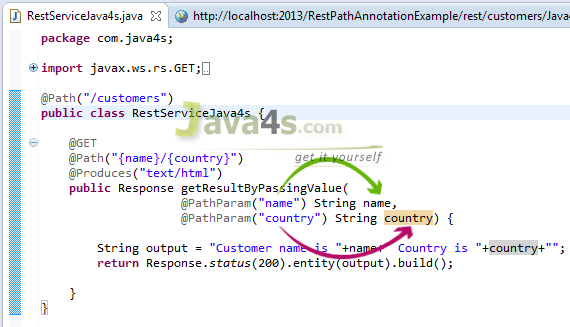 RestServiceJava4s.java http://localhost:2013/RestPathAnnotationExample/rest/customers/Java
package com.java4s;
import javax.ws.rs.GET;
@Path("/customers")
public class RestServiceJava4s {
Java4s.com
@GET
get it yourself
@Path("{name}/{country}")
@Produces("text/html")
public Response getResultByPassingValue(
@PathParam("name") String name,
@PathParam("country") String country) {
String output = "Customer name is "+name+ Country is "+country+"";
return Response.status(200).entity(output).build();
}
}